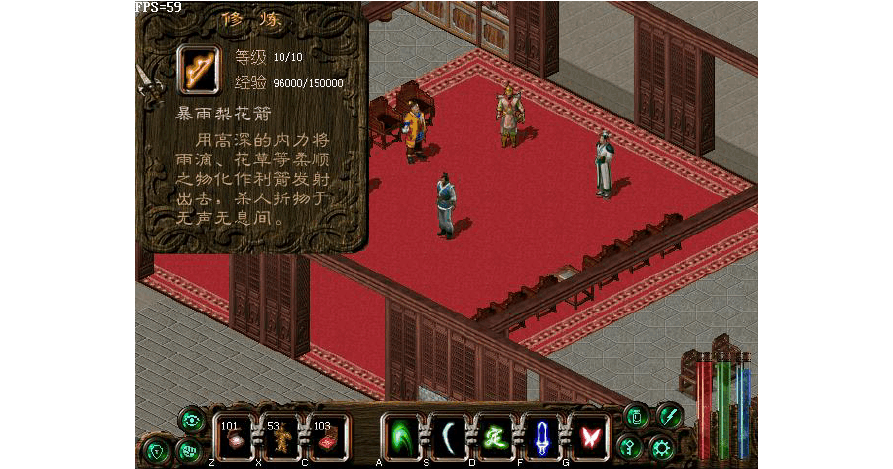 FPS=59
修 炼
等级 10/10
经验 96000/150000
暴雨梨花箭
用高深的内力将
雨滴、花草等柔顺
之物化作利箭发射
出去，杀人折物于
无声无息间。
101 53 103
Z X C A S D F G